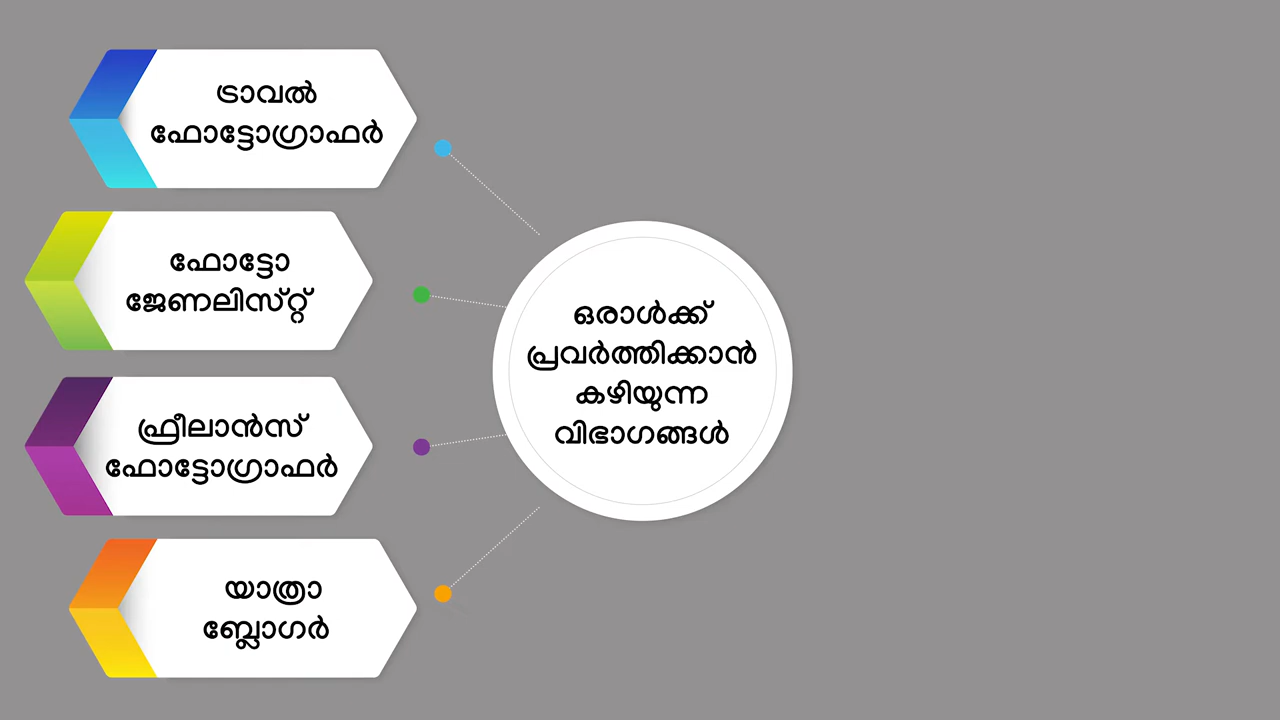 ട്രാവൽ
ഫോട്ടോഗ്രാഫർ
ഫോട്ടോ
ജേണലിസ്റ്റ്
ഫ്രീലാൻസ്
ഫോട്ടോഗ്രാഫർ
യാത്രാ
ബ്ലോഗർ
ഒരാൾക്ക്
പ്രവർത്തിക്കാൻ
കഴിയുന്ന
വിഭാഗങ്ങൾ